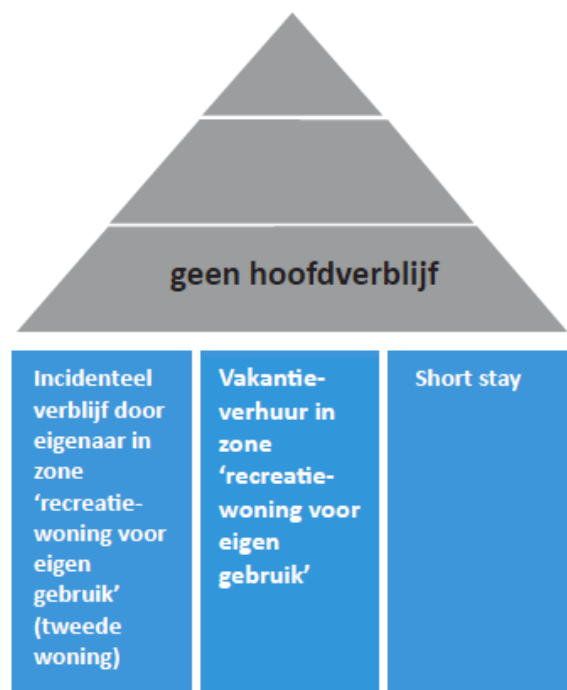 geen hoofdverblijf
Incidenteel
verblijf door
eigenaar in
zone
‘recreatie-
woning voor
eigen
gebruik’
(tweede
woning)
Vakantie-
verhuur in
zone
‘recreatie-
woning voor
eigen
gebruik’
Short stay